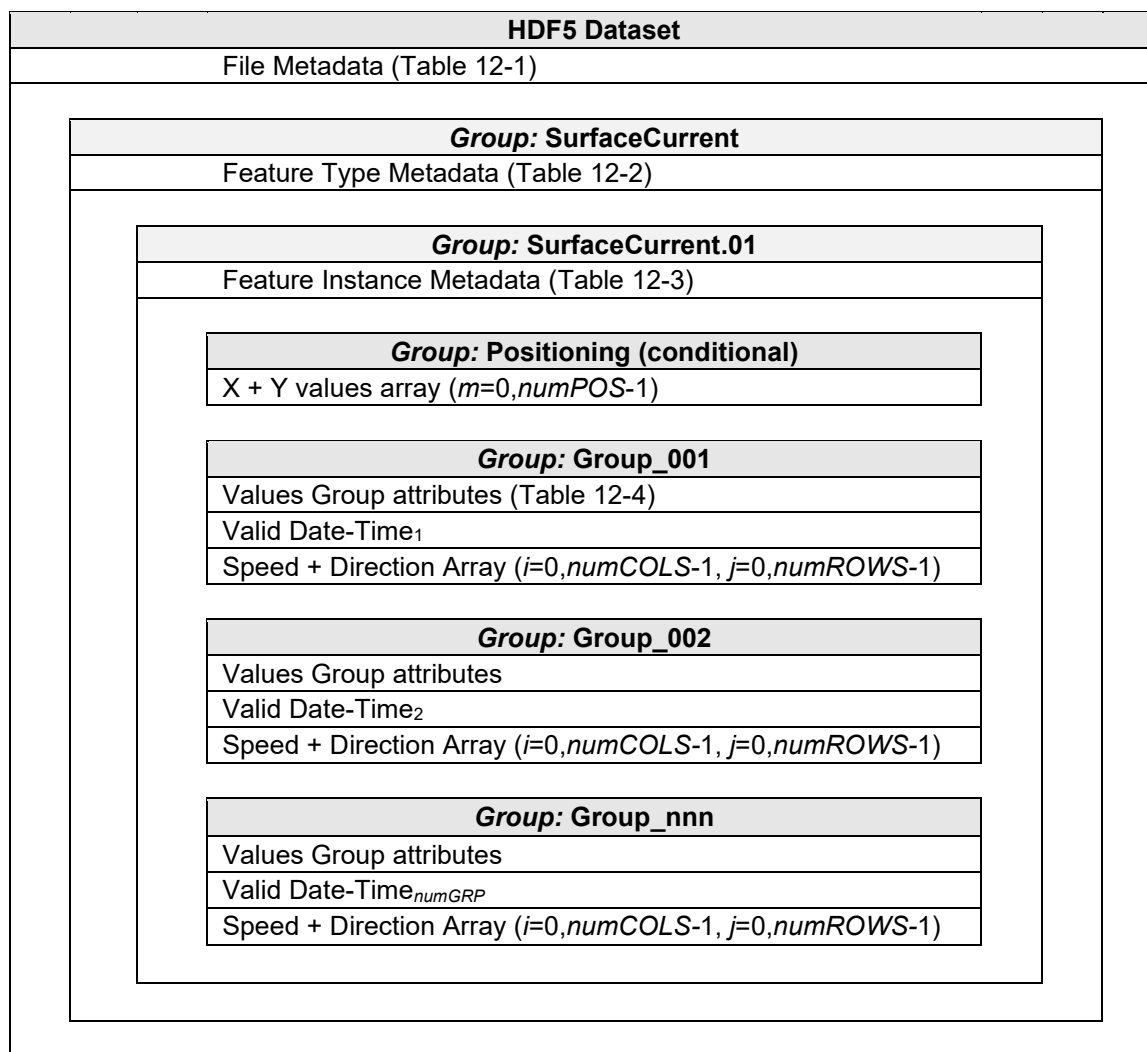 HDF5 Dataset
File Metadata (Table 12-1)
Group: SurfaceCurrent
Feature Type Metadata (Table 12-2)
Group: SurfaceCurrent.01
Feature Instance Metadata (Table 12-3)
Group: Positioning (conditional)
X + Y values array (m=0,numPOS-1)
Group: Group_001
Values Group attributes (Table 12-4)
Valid Date-Time₁
Speed + Direction Array (i=0,numCOLS-1, j=0,numROWS-1)
Group: Group_002
Values Group attributes
Valid Date-Time₂
Speed + Direction Array (i=0,numCOLS-1, j=0,numROWS-1)
Group: Group_nnn
Values Group attributes
Valid Date-TimenumGRP
Speed + Direction Array (i=0,numCOLS-1, j=0,numROWS-1)